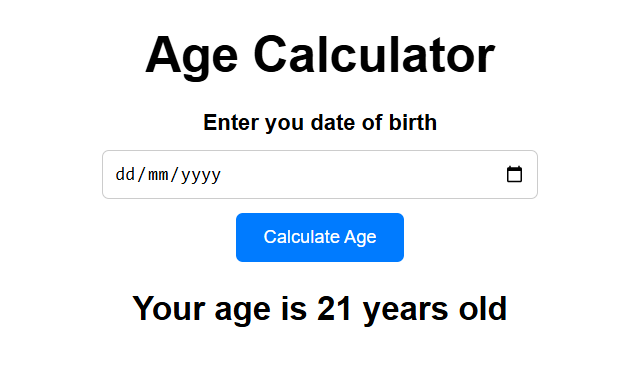 Age Calculator
Enter you date of birth
dd/mm/yyyy
Calculate Age
Your age is 21 years old